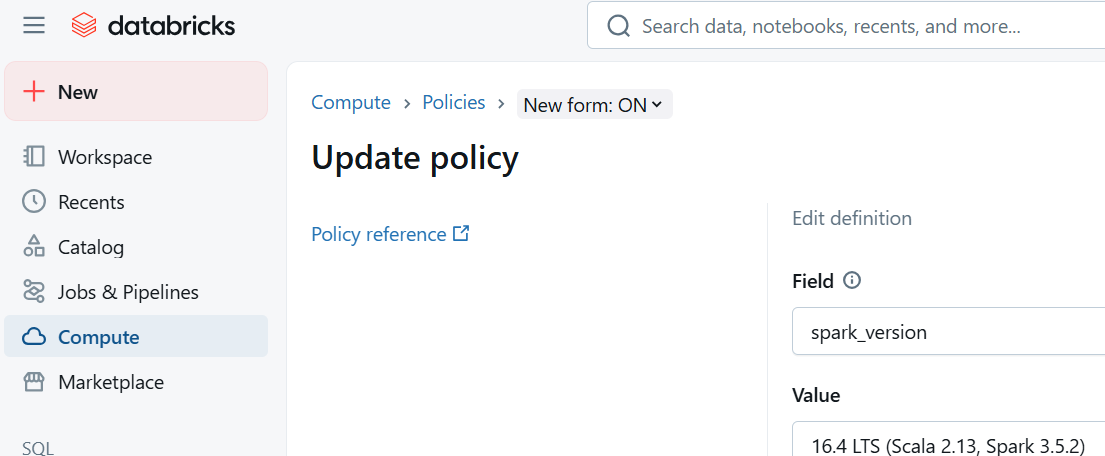 databricks
Search data, notebooks, recents, and more...
New
Workspace
Recents
Catalog
Jobs & Pipelines
Compute
Marketplace
SQL
Compute > Policies > New form: ON
Update policy
Policy reference
Edit definition
Field
spark_version
Value
16.4 LTS (Scala 2.13, Spark 3.5.2)